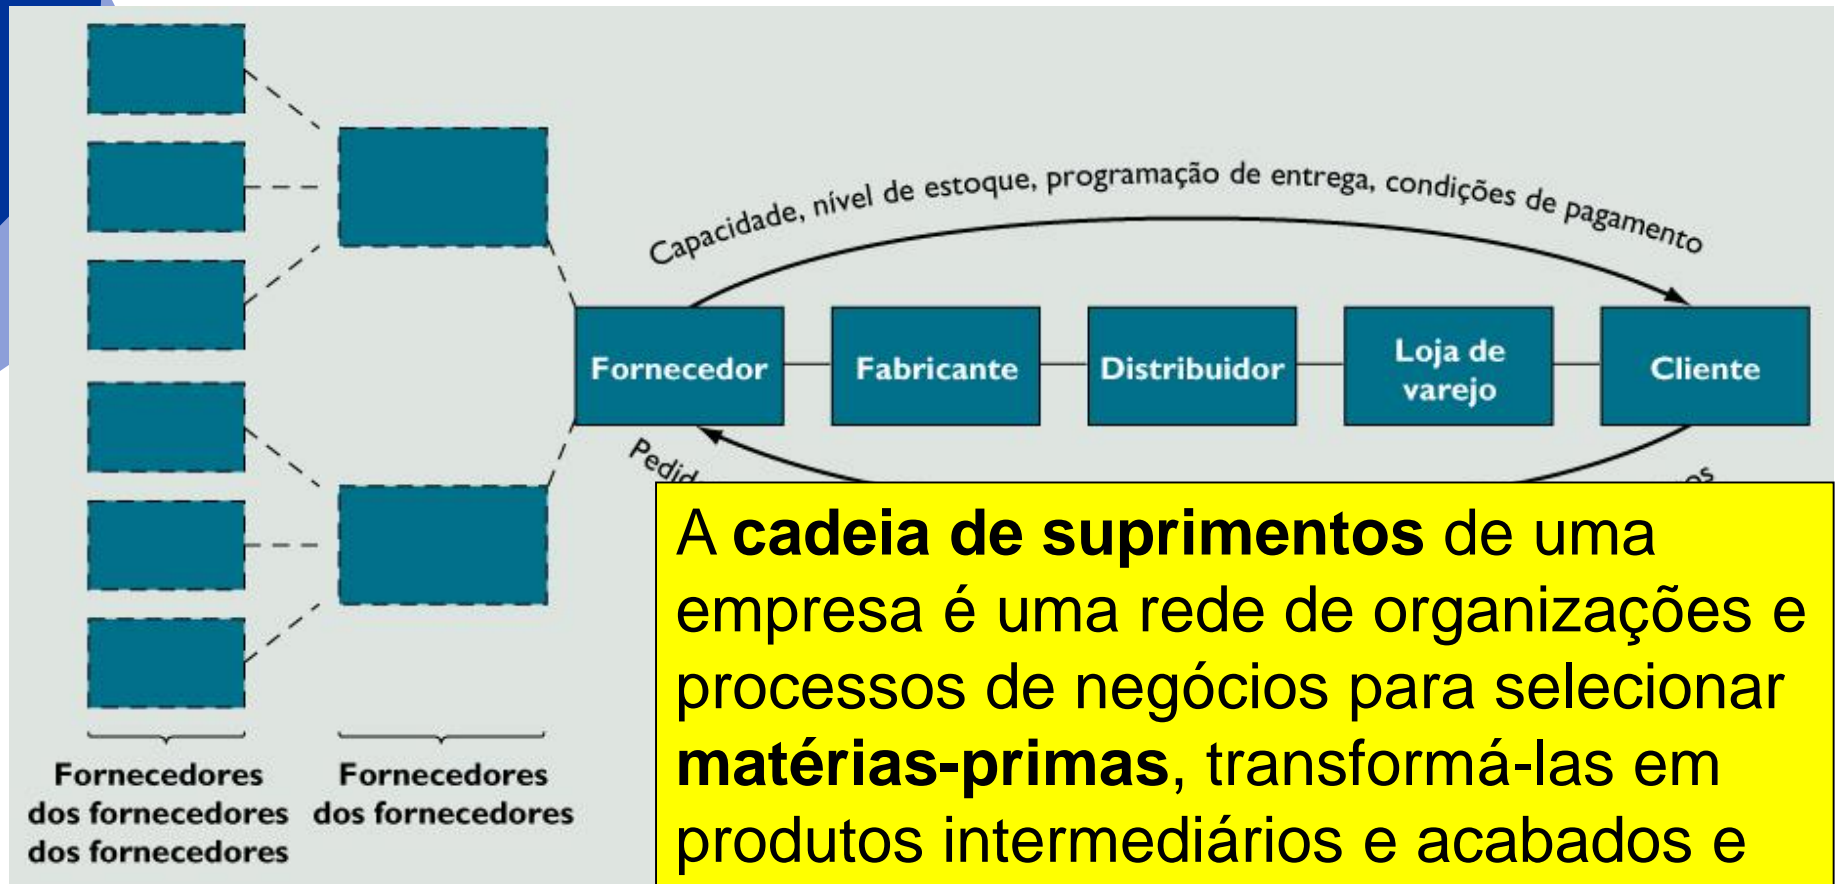 Capacidade, nível de estoque, programação de entrega, condições de pagamento
Fornecedor
Fabricante
Distribuidor
Loja de
varejo
Cliente
A cadeia de suprimentos de uma
empresa é uma rede de organizações e
processos de negócios para selecionar
matérias-primas, transformá-las em
produtos intermediários e acabados e
Fornecedores
dos fornecedores
dos fornecedores
Fornecedores
dos fornecedores